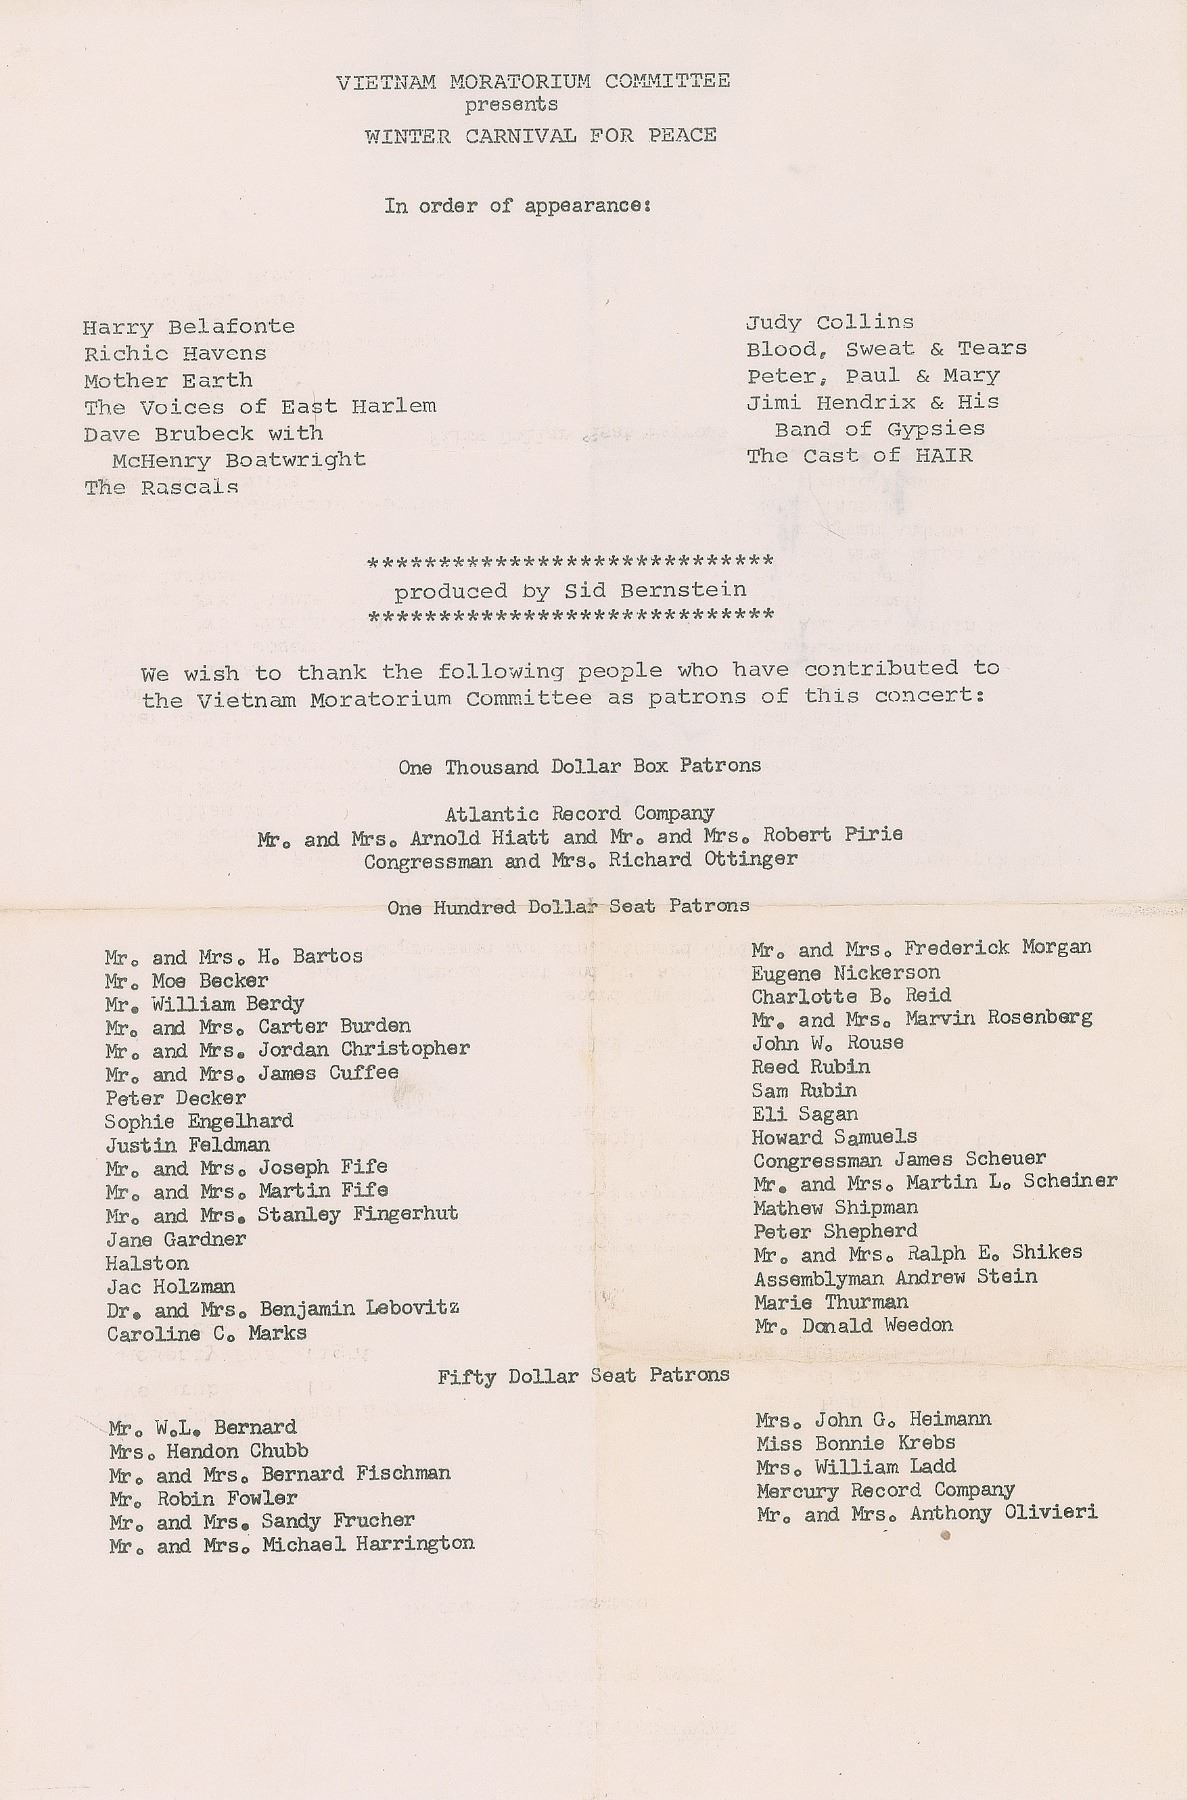 VIETNAM MORATORIUM COMMITTEE
presents
WINTER CARNIVAL FOR PEACE
In order of appearance:
Harry Belafonte
Richie Havens
Mother Earth
The Voices of East Harlem
Dave Brubeck with
McHenry Boatwright
The Rascals
Judy Collins
Blood, Sweat & Tears
Peter, Paul & Mary
Jimi Hendrix & His
Band of Gypsies
The Cast of HAIR
*****************************
produced by Sid Bernstein
*****************************
We wish to thank the following people who have contributed to
the Vietnam Moratorium Committee as patrons of this concert:
One Thousand Dollar Box Patrons
Atlantic Record Company
Mr. and Mrs. Arnold Hiatt and Mr. and Mrs. Robert Pirie
Congressman and Mrs. Richard Ottinger
One Hundred Dollar Seat Patrons
Mr. and Mrs. H. Bartos
Mr. Moe Becker
Mr. William Berdy
Mr. and Mrs. Carter Burden
Mr. and Mrs. Jordan Christopher
Mr. and Mrs. James Cuffee
Peter Decker
Sophie Engelhard
Justin Feldman
Mr. and Mrs. Joseph Fife
Mr. and Mrs. Martin Fife
Mr. and Mrs. Stanley Fingerhut
Jane Gardner
Halston
Jac Holzman
Dr. and Mrs. Benjamin Lebovitz
Caroline C. Marks
Mr. and Mrs. Frederick Morgan
Eugene Nickerson
Charlotte B. Reid
Mr. and Mrs. Marvin Rosenberg
John W. Rouse
Reed Rubin
Sam Rubin
Eli Sagan
Howard Samuels
Congressman James Scheuer
Mr. and Mrs. Martin L. Scheiner
Mathew Shipman
Peter Shepherd
Mr. and Mrs. Ralph E. Shikes
Assemblyman Andrew Stein
Marie Thurman
Mr. Donald Weedon
Fifty Dollar Seat Patrons
Mr. W.L. Bernard
Mrs. Hendon Chubb
Mr. and Mrs. Bernard Fischman
Mr. Robin Fowler
Mr. and Mrs. Sandy Frucher
Mr. and Mrs. Michael Harrington
Mrs. John G. Heimann
Miss Bonnie Krebs
Mrs. William Ladd
Mercury Record Company
Mr. and Mrs. Anthony Olivieri